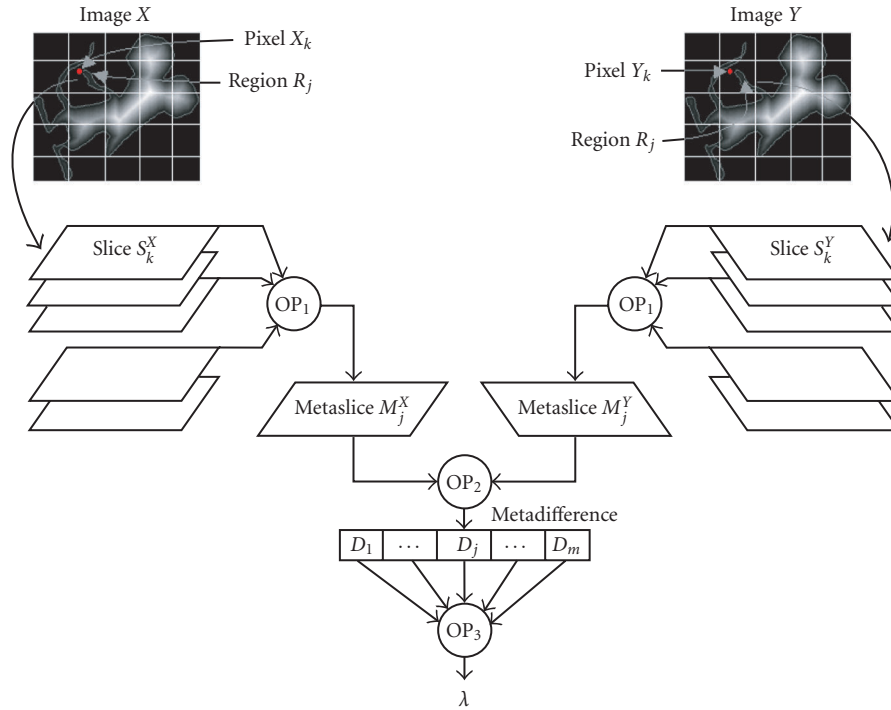 Image X
Image Y
Pixel X_k
Region R_j
Pixel Y_k
Region R_j
Slice S_k^X
Slice S_k^Y
OP_1
OP_1
Metaslice M_j^X
Metaslice M_j^Y
OP_2
Metadifference
D_1 ... D_j ... D_m
OP_3
λ